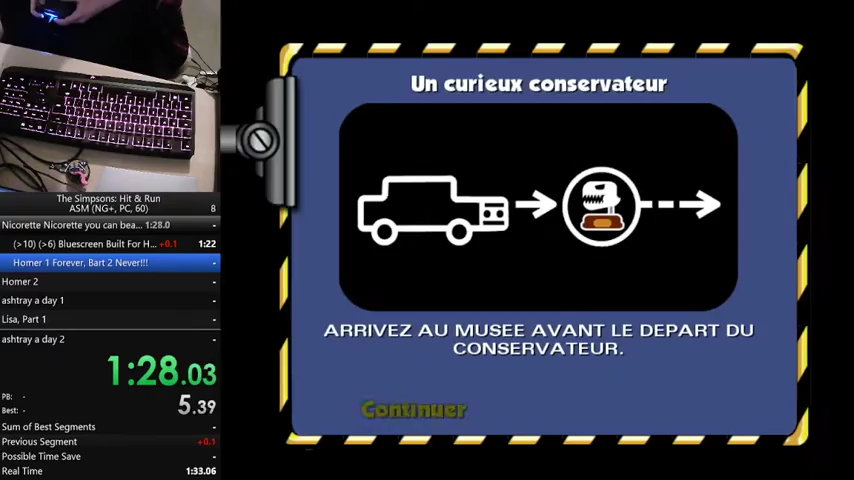 Un curieux conservateur
ARRIVEZ AU MUSEE AVANT LE DEPART DU
CONSERVATEUR.
Continuer
The Simpsons: Hit & Run
ASM (NG+, PC, 60) 8
Nicorette Nicorette you can bea... 1:28.0 -
(>10) (>6) Bluescreen Built For H... +0.1 1:22
Homer 1 Forever, Bart 2 Never!!! -
Homer 2 -
ashtray a day 1 -
Lisa, Part 1 -
ashtray a day 2 -
1:28.03
PB: -
Best: -
5.39
Sum of Best Segments -
Previous Segment +0.1
Possible Time Save -
Real Time 1:33.06